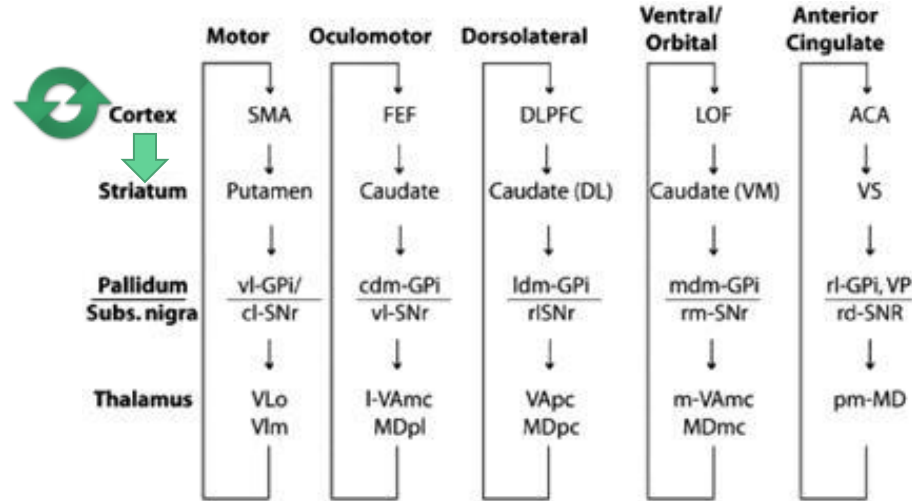 Motor Oculomotor Dorsolateral Ventral/ Orbital Anterior Cingulate
Cortex SMA FEF DLPFC LOF ACA
Striatum Putamen Caudate Caudate (DL) Caudate (VM) VS
Pallidum vl-GPi/ cdm-GPi ldm-GPi mdm-GPi rl-GPi, VP
Subs. nigra cl-SNr vl-SNr rlSNr rm-SNr rd-SNR
Thalamus VLo l-VAmc VApc m-VAmc pm-MD
Vlm MDpl MDpc MDmc